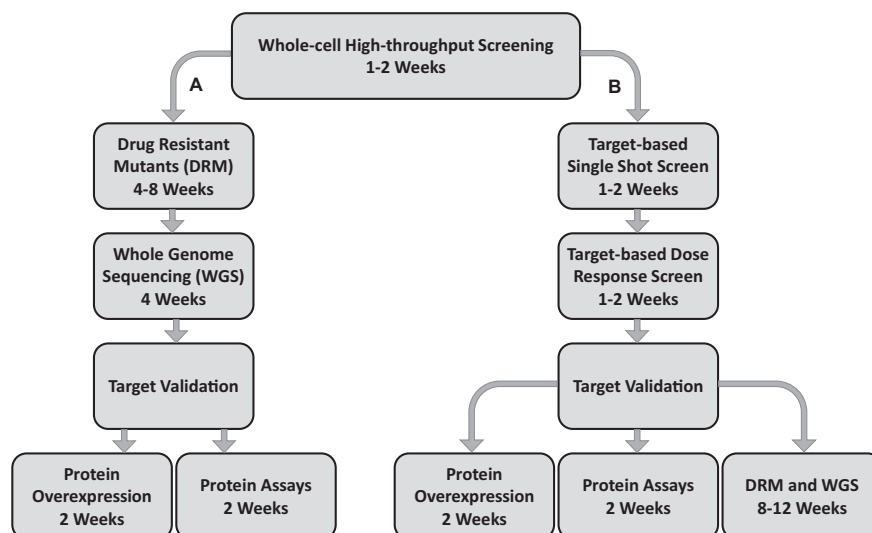 Whole-cell High-throughput Screening
1-2 Weeks
A
B
Drug Resistant
Mutants (DRM)
4-8 Weeks
Target-based
Single Shot Screen
1-2 Weeks
Whole Genome
Sequencing (WGS)
4 Weeks
Target-based Dose
Response Screen
1-2 Weeks
Target Validation
Target Validation
Protein
Overexpression
2 Weeks
Protein Assays
2 Weeks
Protein
Overexpression
2 Weeks
Protein Assays
2 Weeks
DRM and WGS
8-12 Weeks